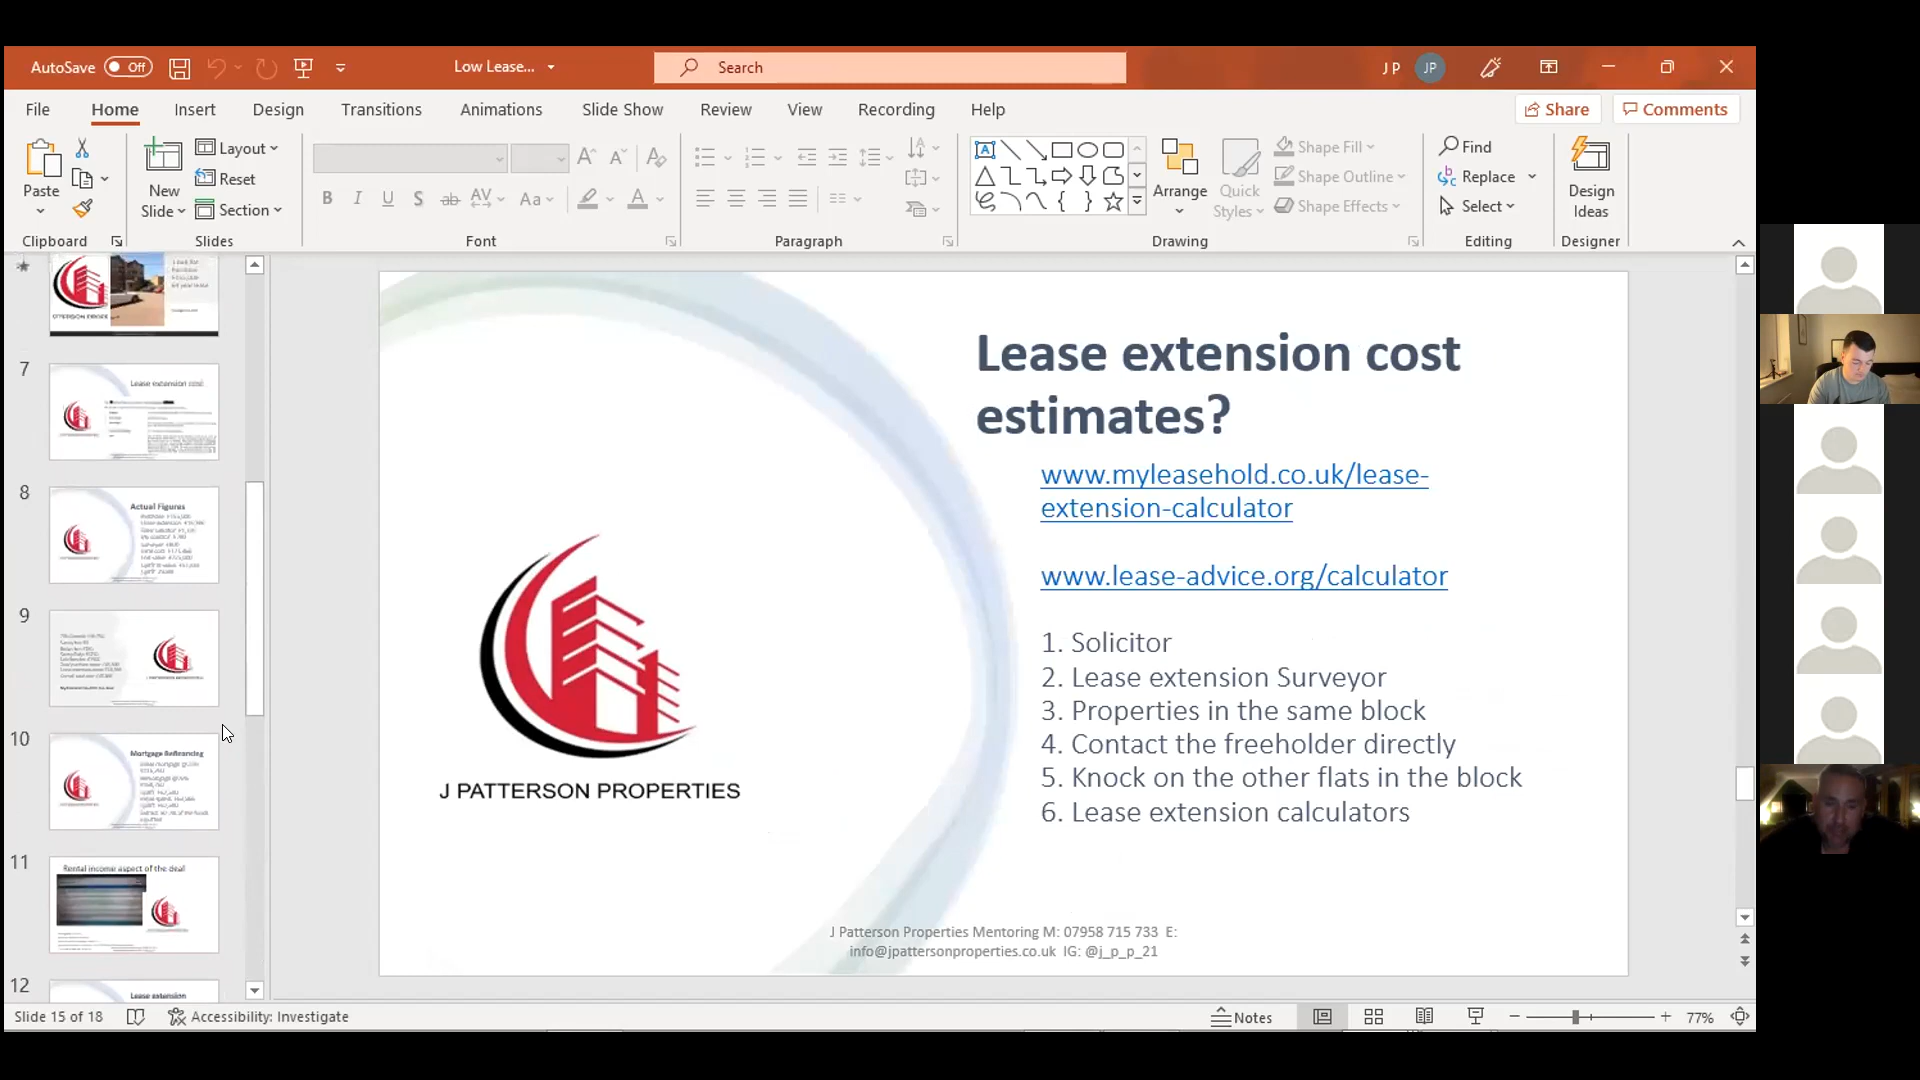 AutoSave Off Low Lease... Search J P JP
File Home Insert Design Transitions Animations Slide Show Review View Recording Help Share Comments
Paste
New
Slide
Layout
Reset
Section
Arrange
Quick
Styles
Shape Fill
Shape Outline
Shape Effects
Find
Replace
Select
Design
Ideas
Clipboard Slides Font Paragraph Drawing Editing Designer
7
Lease extension cost
8
Actual Figures
9
10
Mortgage Refinancing
11
Rental income aspect of the deal
12
Lease extension
Lease extension cost
estimates?
www.myleasehold.co.uk/lease-
extension-calculator
www.lease-advice.org/calculator
1. Solicitor
2. Lease extension Surveyor
3. Properties in the same block
4. Contact the freeholder directly
5. Knock on the other flats in the block
6. Lease extension calculators
J PATTERSON PROPERTIES
J Patterson Properties Mentoring M: 07958 715 733 E:
info@jpattersonproperties.co.uk IG: @j_p_p_21
Slide 15 of 18 Accessibility: Investigate Notes 77%